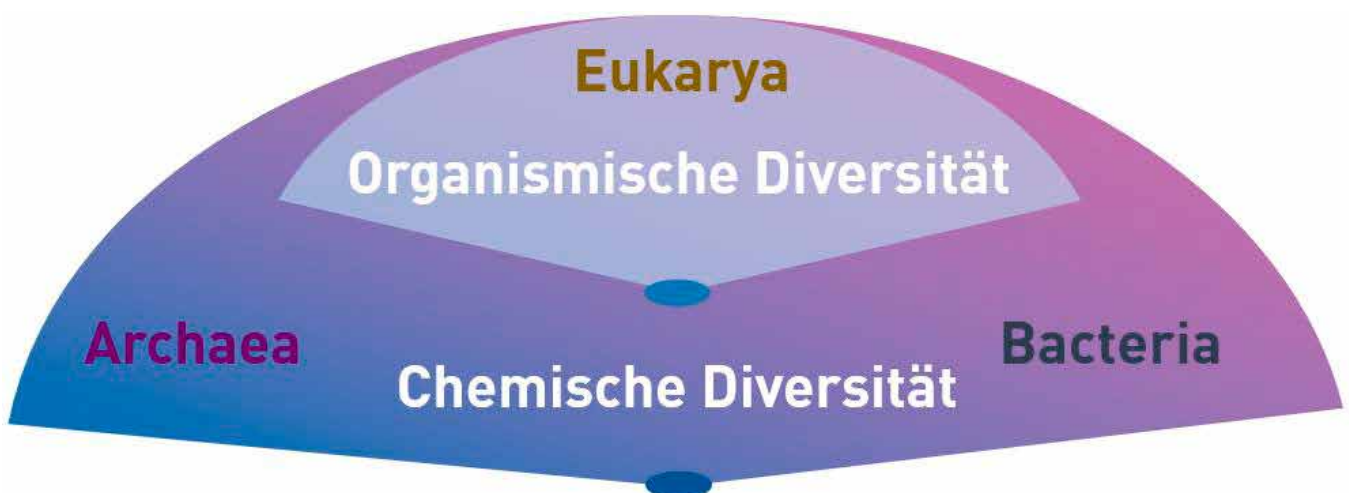 Eukarya
Organismische Diversität
Archaea
Bacteria
Chemische Diversität